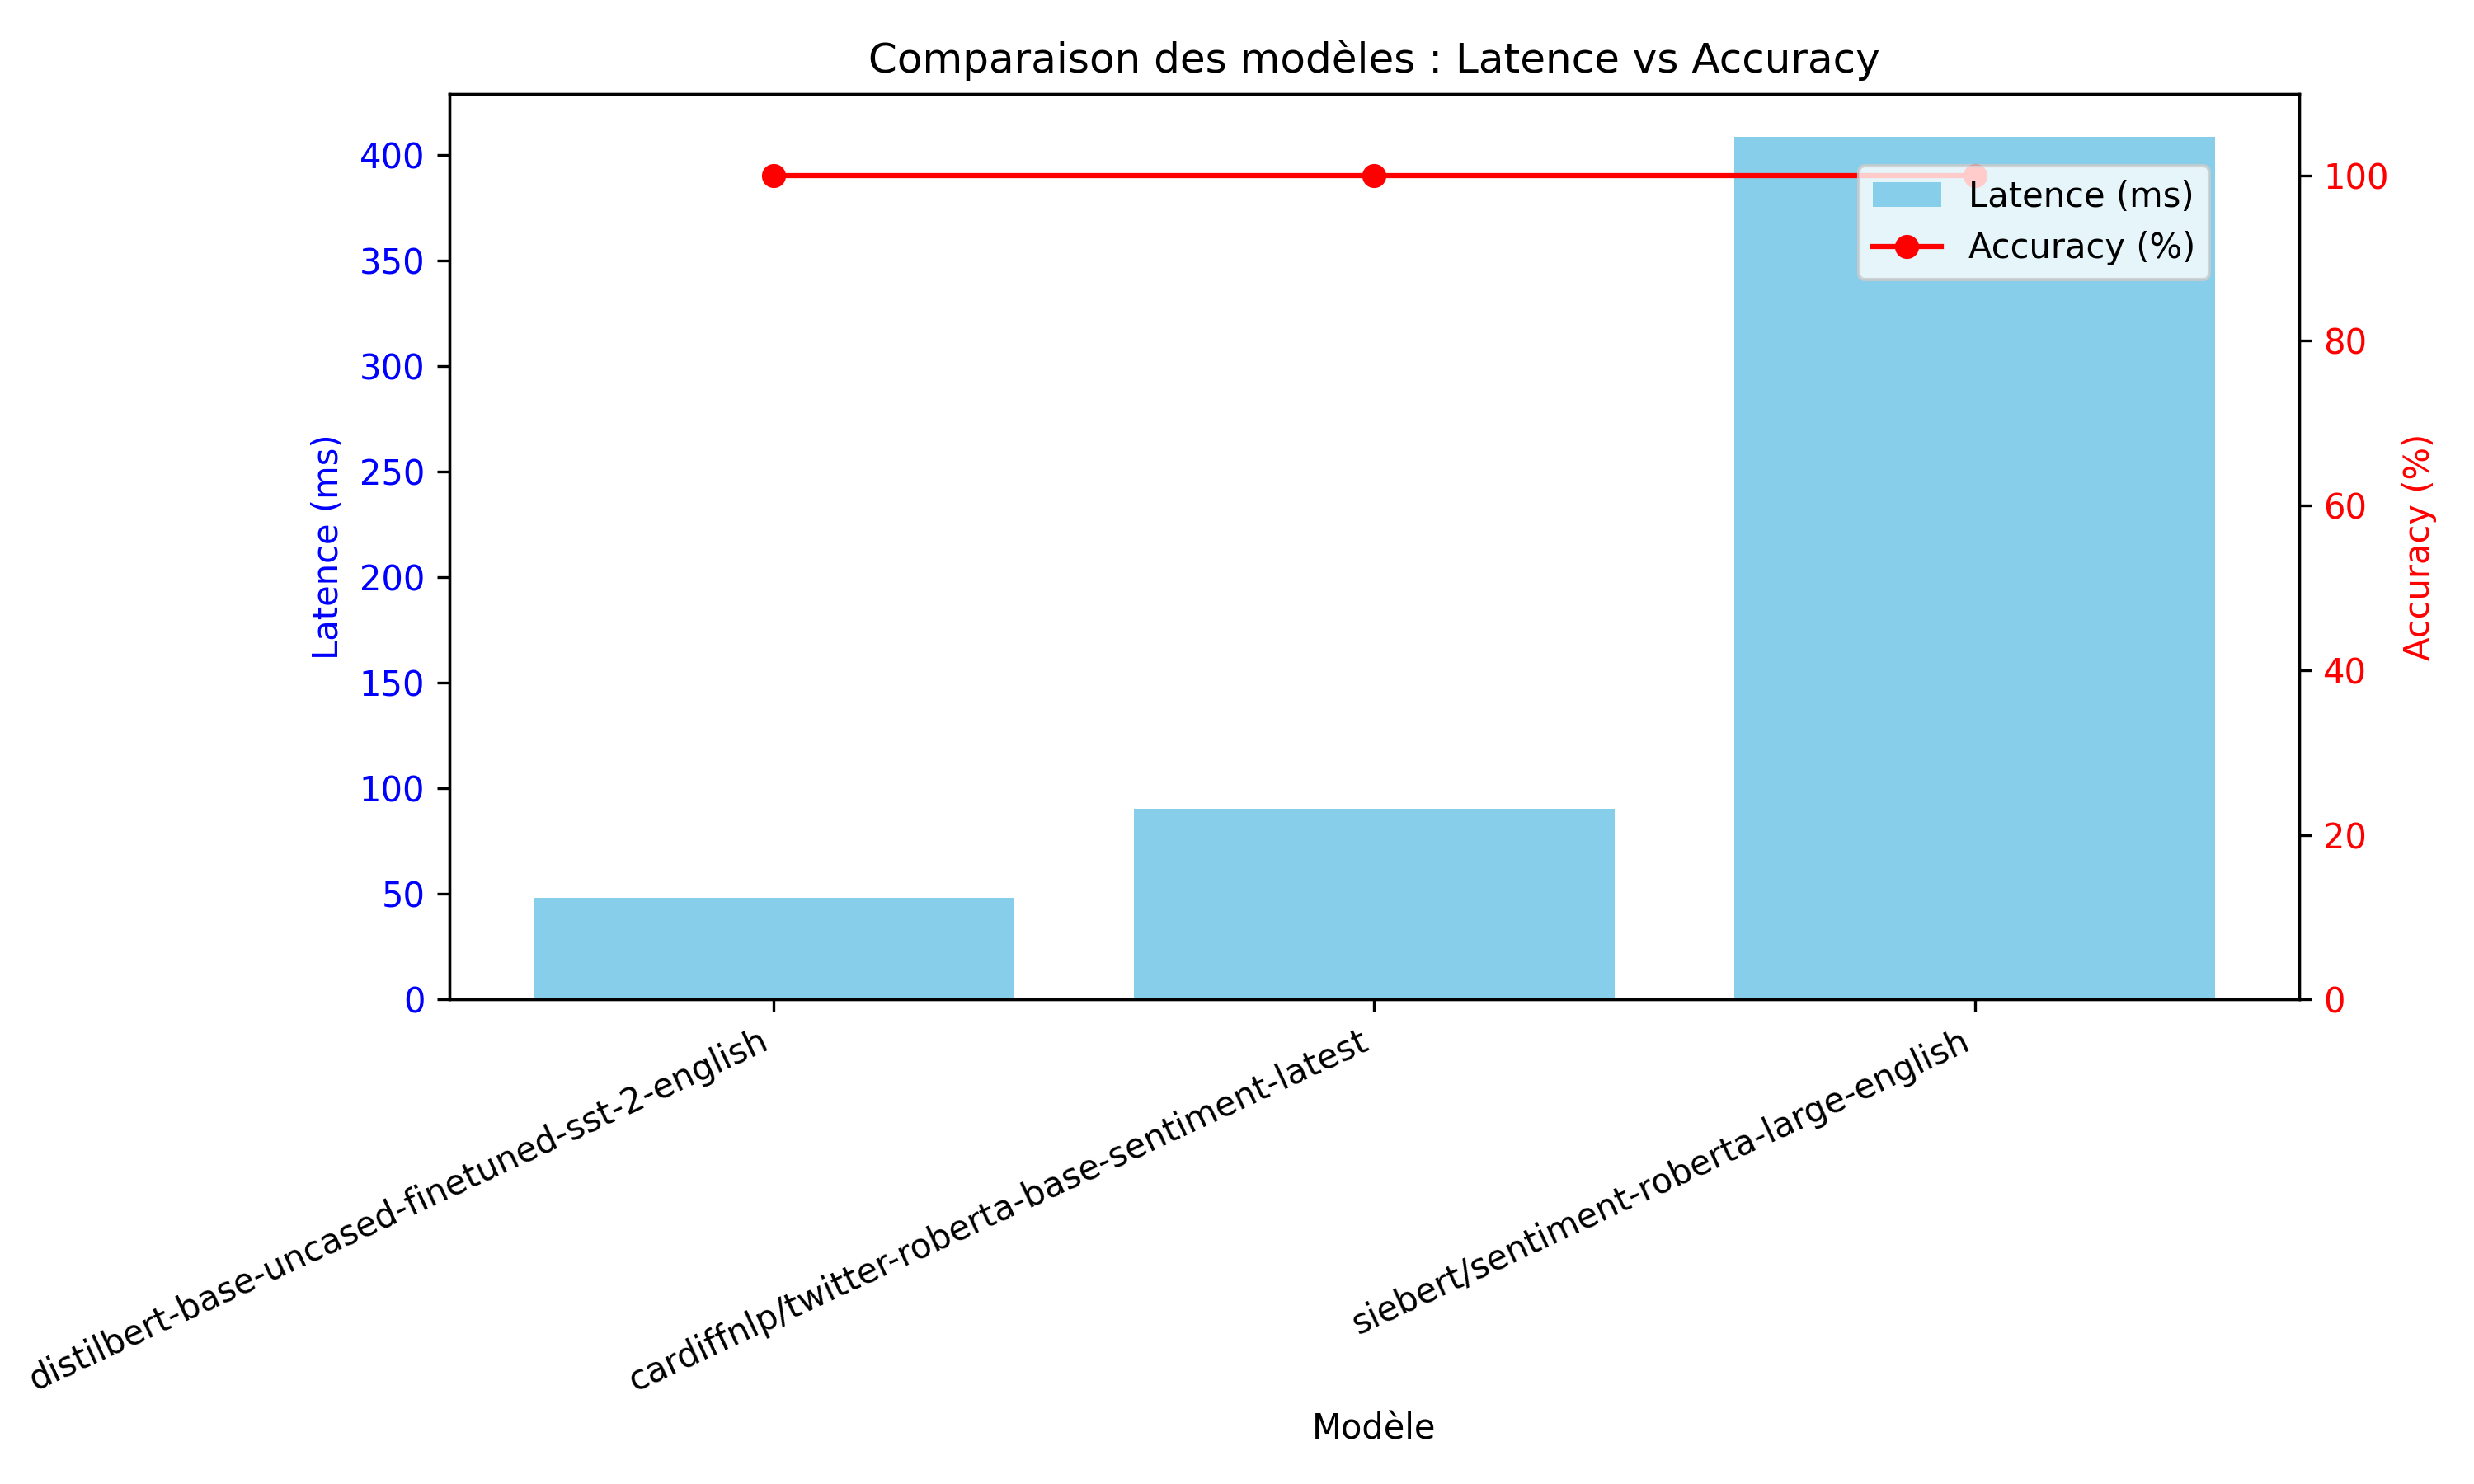 Comparaison des modèles : Latence vs Accuracy
400
350
300
250
200
150
100
50
0
Latence (ms)
Latence (ms)
Accuracy (%)
100
80
60
40
20
0
Accuracy (%)
distilbert-base-uncased-finetuned-sst-2-english
cardiffnlp/twitter-roberta-base-sentiment-latest
siebert/sentiment-roberta-large-english
Modèle